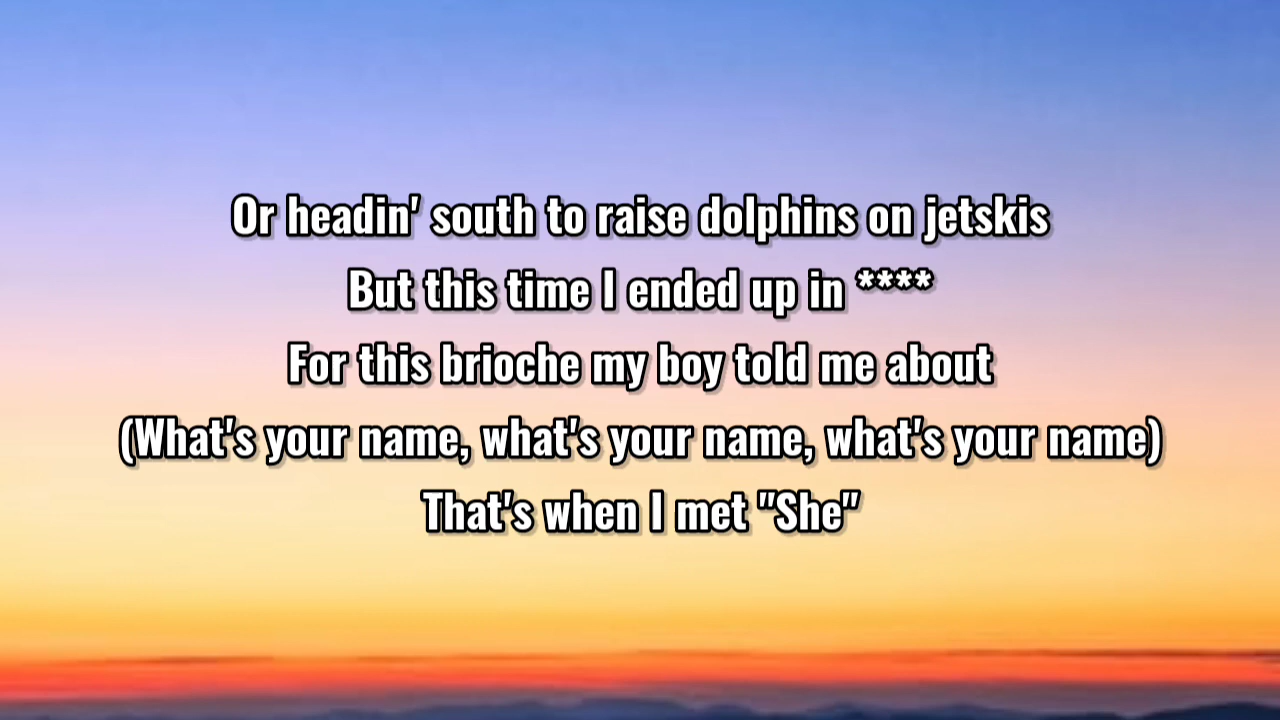 Or headin' south to raise dolphins on jetskis
But this time I ended up in ****
For this brioche my boy told me about
(What's your name, what's your name, what's your name)
That's when I met "She"